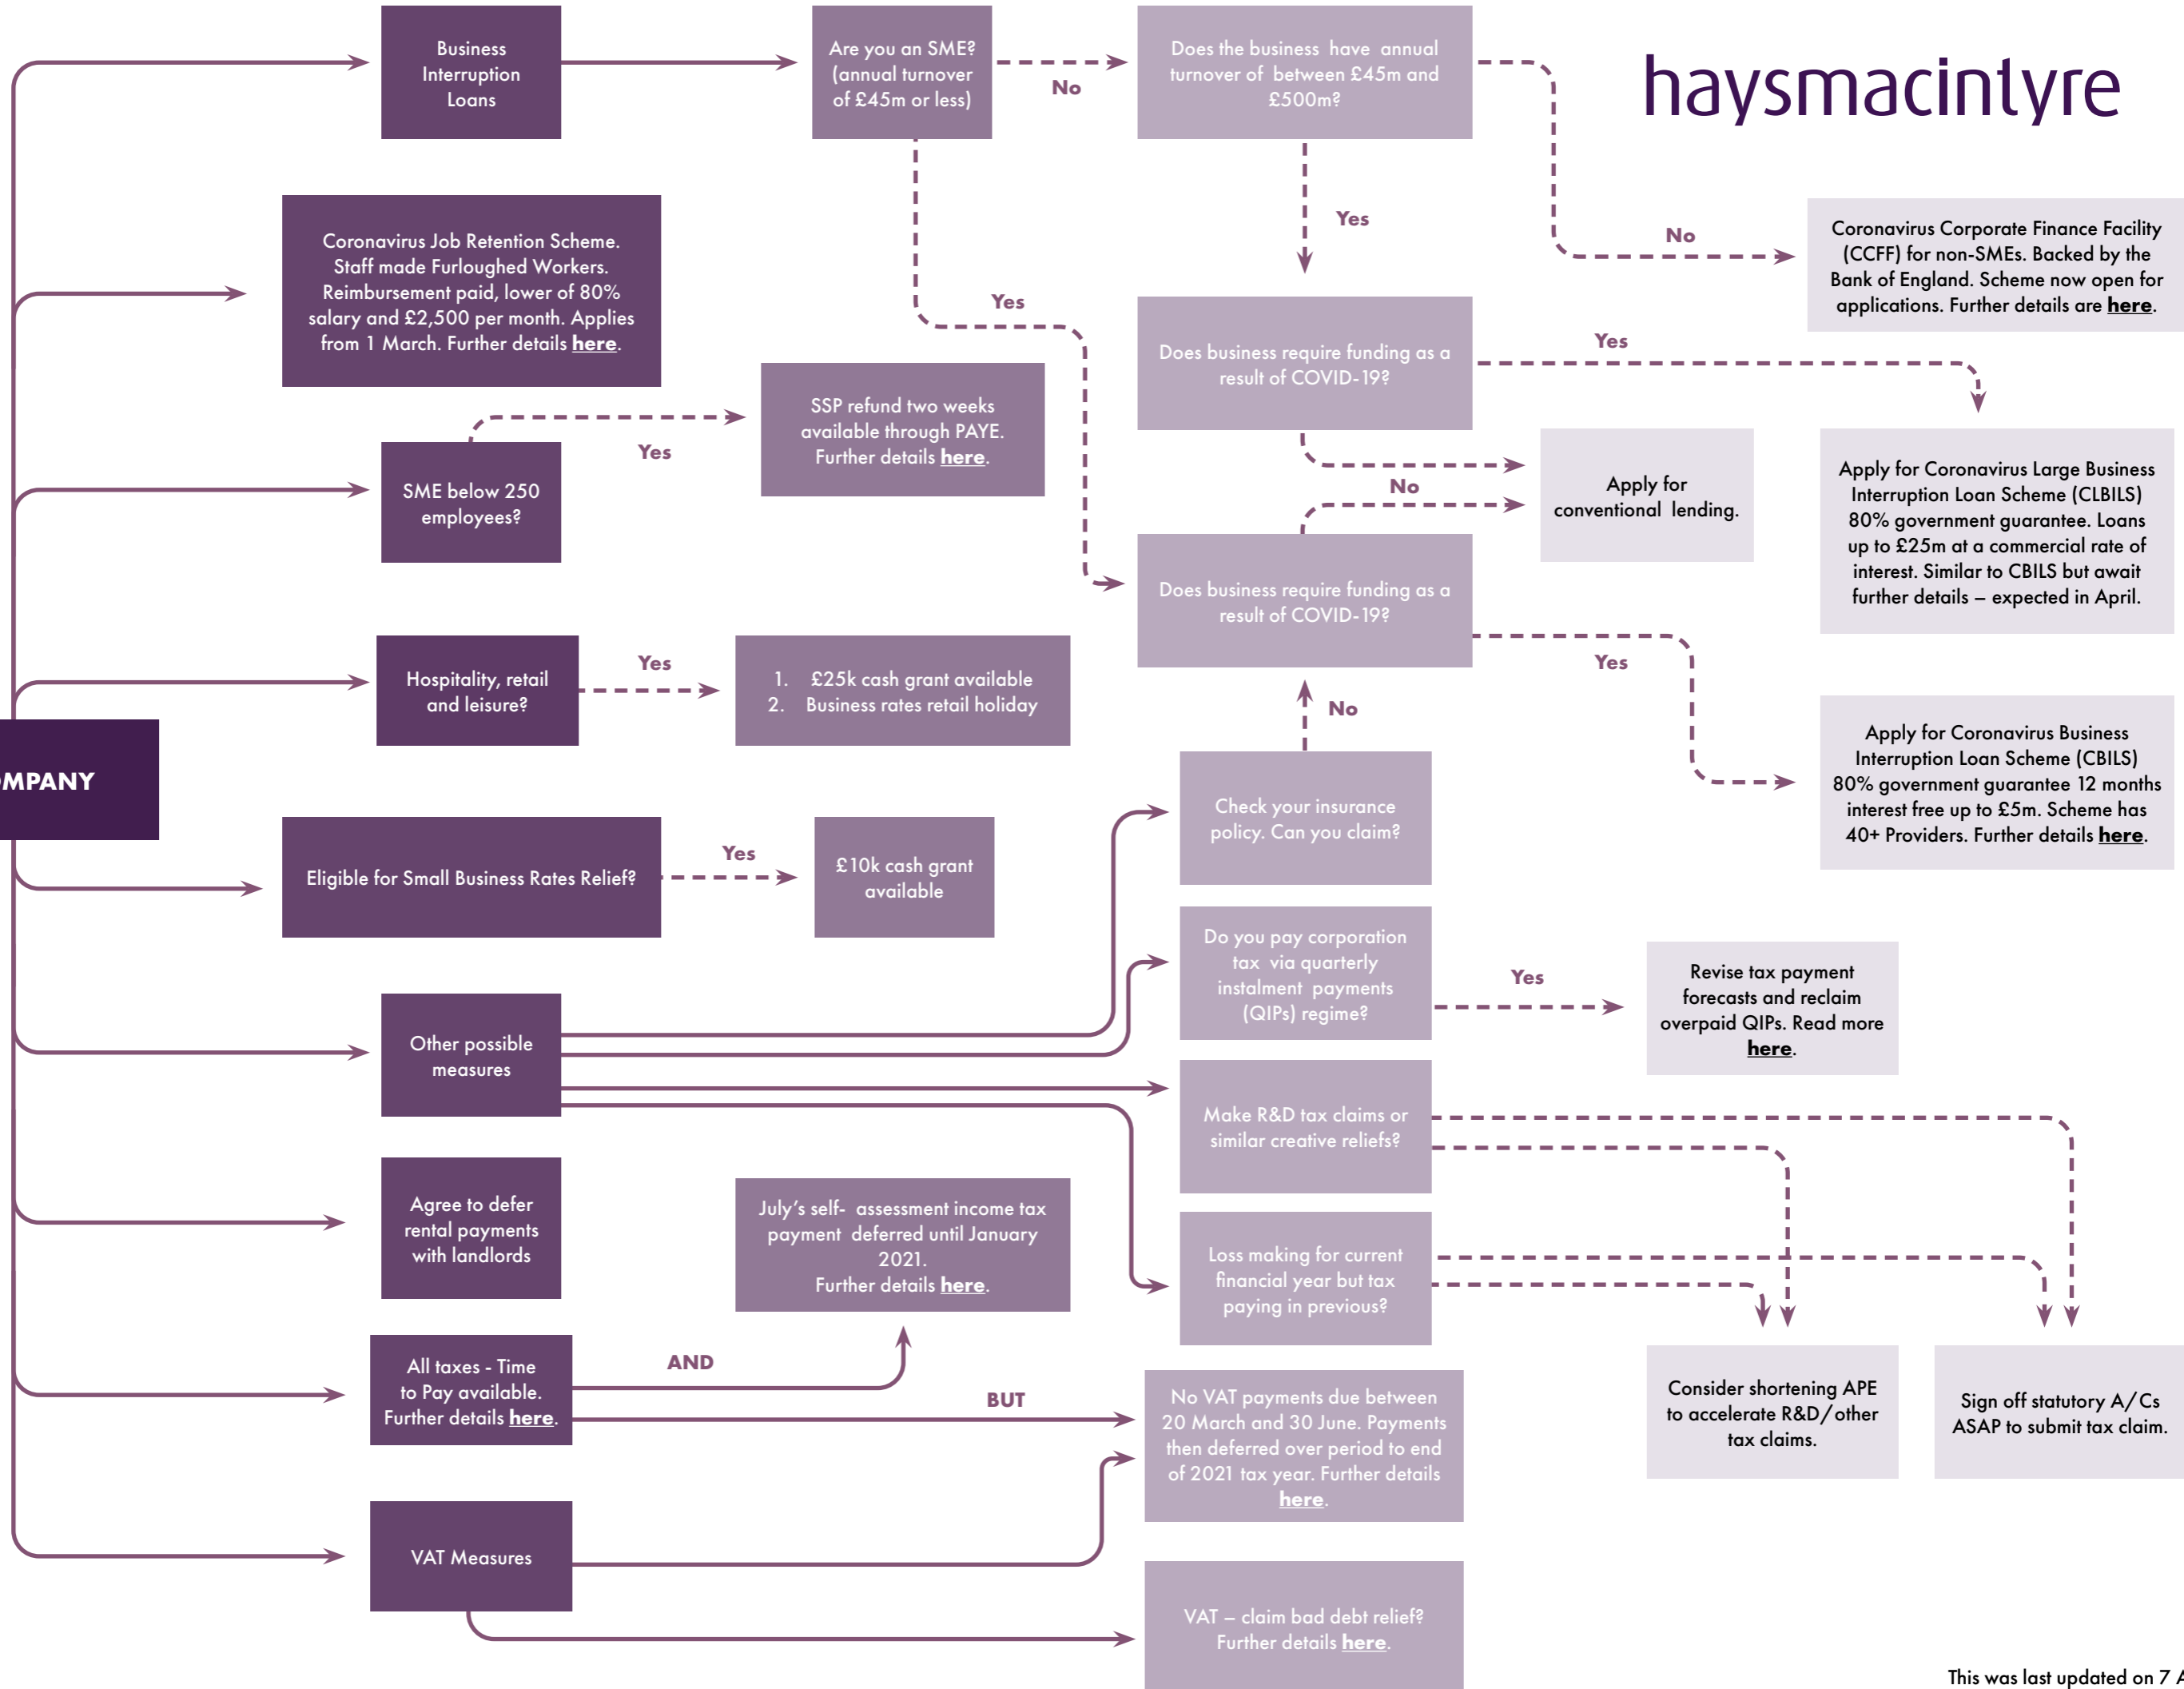 haysmacintyre
Business
Interruption
Loans
Are you an SME?
(annual turnover
of £45m or less)
No
Does the business have annual
turnover of between £45m and
£500m?
Yes
No
Coronavirus Corporate Finance Facility
(CCFF) for non-SMEs. Backed by the
Bank of England. Scheme now open for
applications. Further details are here.
Coronavirus Job Retention Scheme.
Staff made Furloughed Workers.
Reimbursement paid, lower of 80%
salary and £2,500 per month. Applies
from 1 March. Further details here.
Yes
Does business require funding as a
result of COVID-19?
Yes
SSP refund two weeks
available through PAYE.
Further details here.
Yes
SME below 250
employees?
Apply for
conventional lending.
No
Apply for Coronavirus Large Business
Interruption Loan Scheme (CLBILS)
80% government guarantee. Loans
up to £25m at a commercial rate of
interest. Similar to CBILS but await
further details – expected in April.
Does business require funding as a
result of COVID-19?
Yes
Hospitality, retail
and leisure?
Yes
1. £25k cash grant available
2. Business rates retail holiday
No
Apply for Coronavirus Business
Interruption Loan Scheme (CBILS)
80% government guarantee 12 months
interest free up to £5m. Scheme has
40+ Providers. Further details here.
OMPANY
Check your insurance
policy. Can you claim?
Eligible for Small Business Rates Relief?
Yes
£10k cash grant
available
Do you pay corporation
tax via quarterly
instalment payments
(QIPs) regime?
Yes
Revise tax payment
forecasts and reclaim
overpaid QIPs. Read more
here.
Other possible
measures
Make R&D tax claims or
similar creative reliefs?
Agree to defer
rental payments
with landlords
July's self- assessment income tax
payment deferred until January
2021.
Further details here.
Loss making for current
financial year but tax
paying in previous?
All taxes - Time
to Pay available.
Further details here.
AND
BUT
No VAT payments due between
20 March and 30 June. Payments
then deferred over period to end
of 2021 tax year. Further details
here.
Consider shortening APE
to accelerate R&D/other
tax claims.
Sign off statutory A/Cs
ASAP to submit tax claim.
VAT Measures
VAT – claim bad debt relief?
Further details here.
This was last updated on 7 A